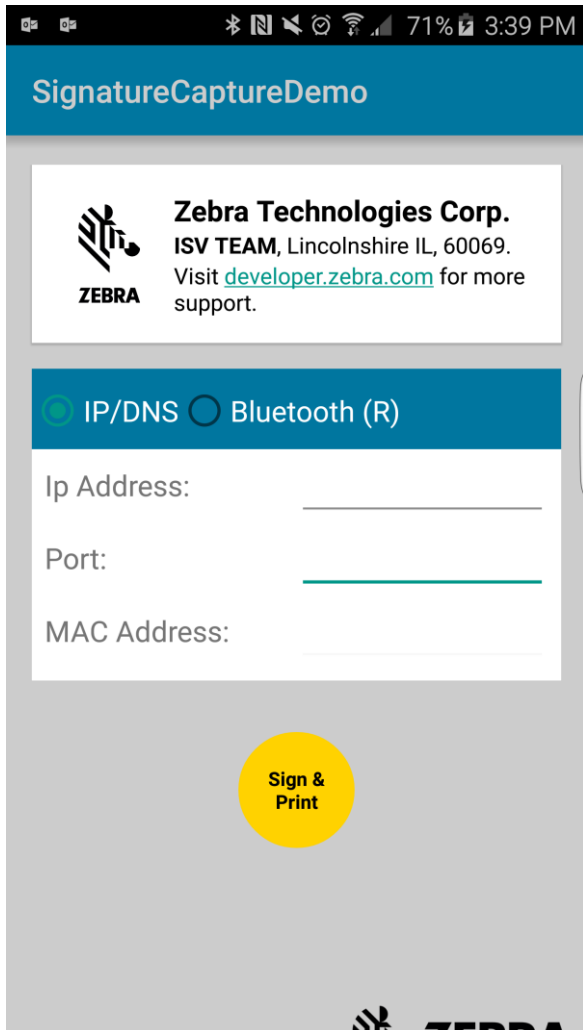 71% 3:39 PM
SignatureCaptureDemo
Zebra Technologies Corp.
ISV TEAM, Lincolnshire IL, 60069.
Visit developer.zebra.com for more
support.
ZEBRA
IP/DNS Bluetooth (R)
Ip Address:
Port:
MAC Address:
Sign &
Print
ZEBRA